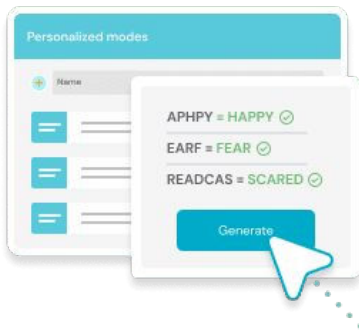 Personalized modes
Name
APHPY = HAPPY
EARF = FEAR
READCAS = SCARED
Generate